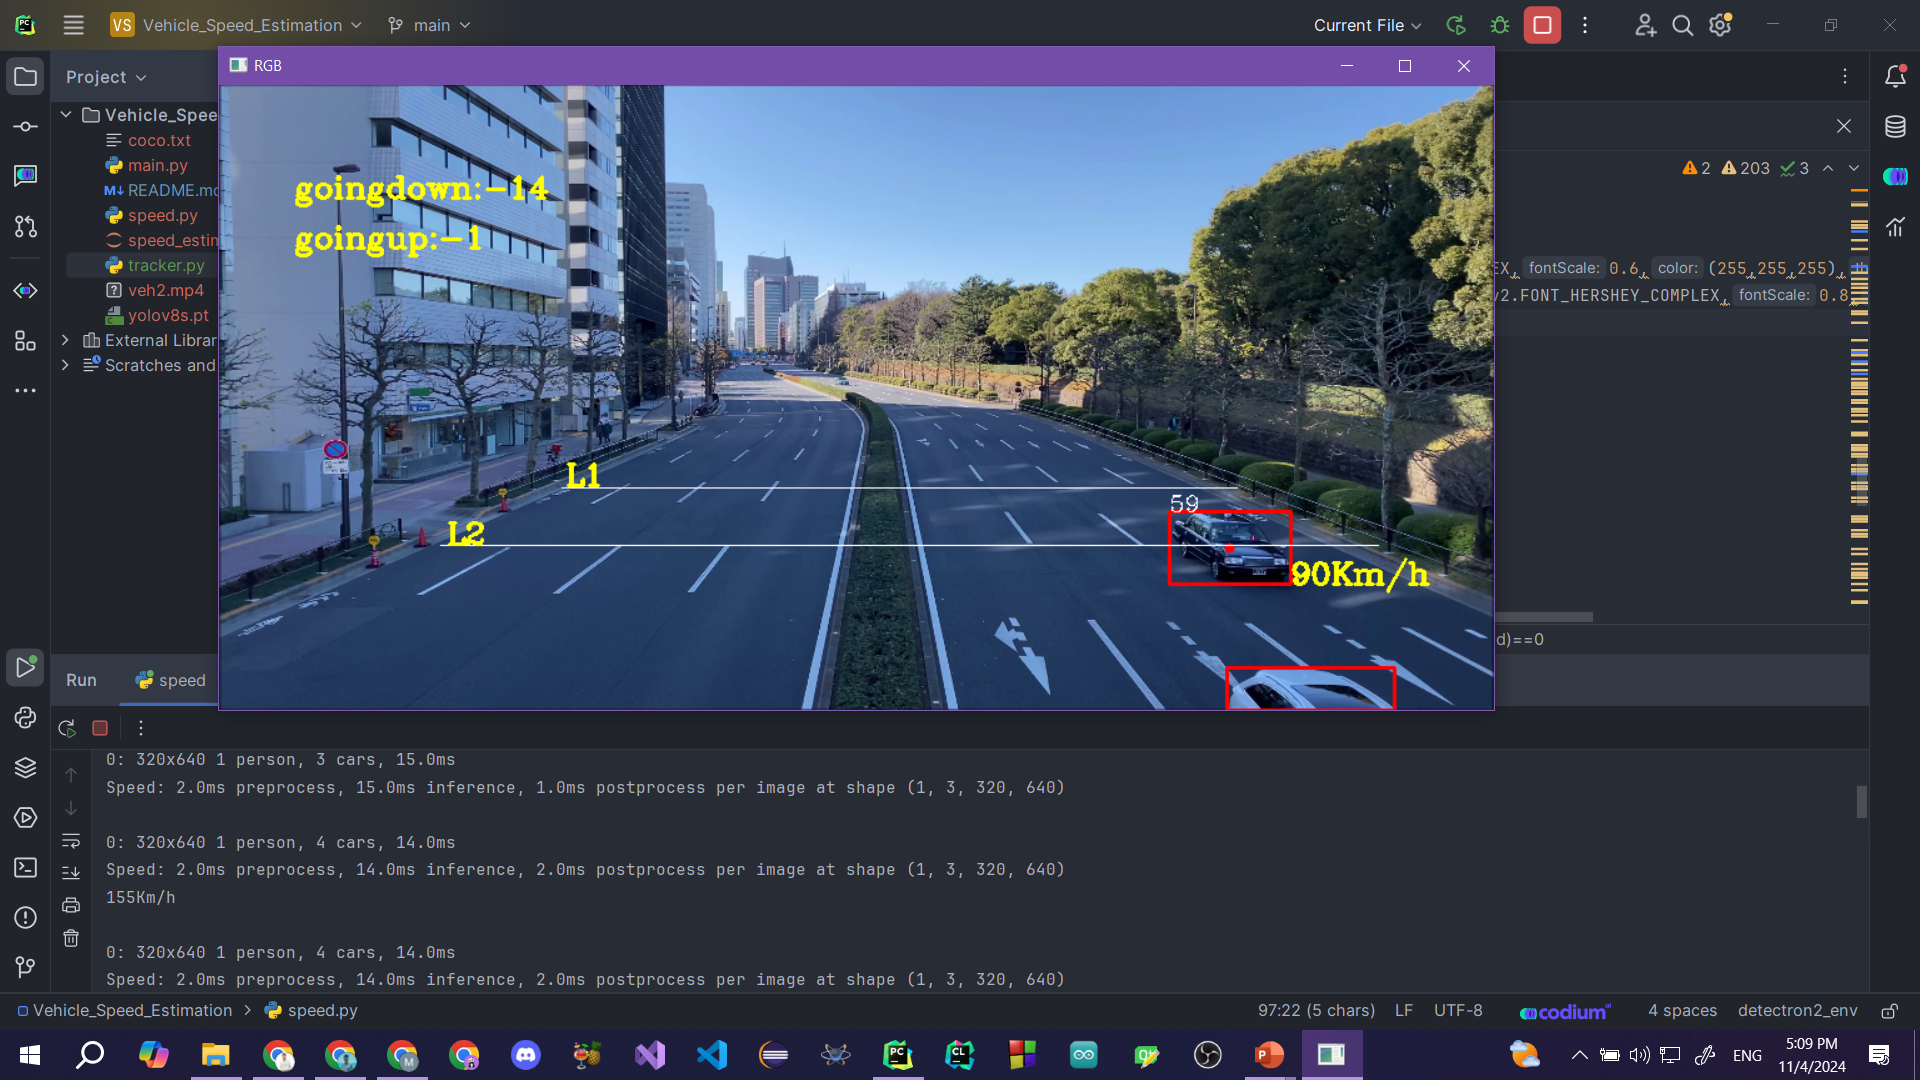 PC
VS Vehicle_Speed_Estimation
main
Current File
Project
RGB
Vehicle_Spee
coco.txt
main.py
README.mc
speed.py
speed_estin
tracker.py
veh2.mp4
yolov8s.pt
External Librar
Scratches and
goingdown:-14
goingup:-1
L1
L2
59
90Km/h
2 203 3
EX, fontScale: 0.6, color: (255,255,255),
v2.FONT_HERSHEY_COMPLEX, fontScale: 0.8
d)==0
Run
speed
0: 320x640 1 person, 3 cars, 15.0ms
Speed: 2.0ms preprocess, 15.0ms inference, 1.0ms postprocess per image at shape (1, 3, 320, 640)
0: 320x640 1 person, 4 cars, 14.0ms
Speed: 2.0ms preprocess, 14.0ms inference, 2.0ms postprocess per image at shape (1, 3, 320, 640)
155Km/h
0: 320x640 1 person, 4 cars, 14.0ms
Speed: 2.0ms preprocess, 14.0ms inference, 2.0ms postprocess per image at shape (1, 3, 320, 640)
Vehicle_Speed_Estimation > speed.py
97:22 (5 chars) LF UTF-8 codiumai 4 spaces detectron2_env
ENG
5:09 PM
11/4/2024